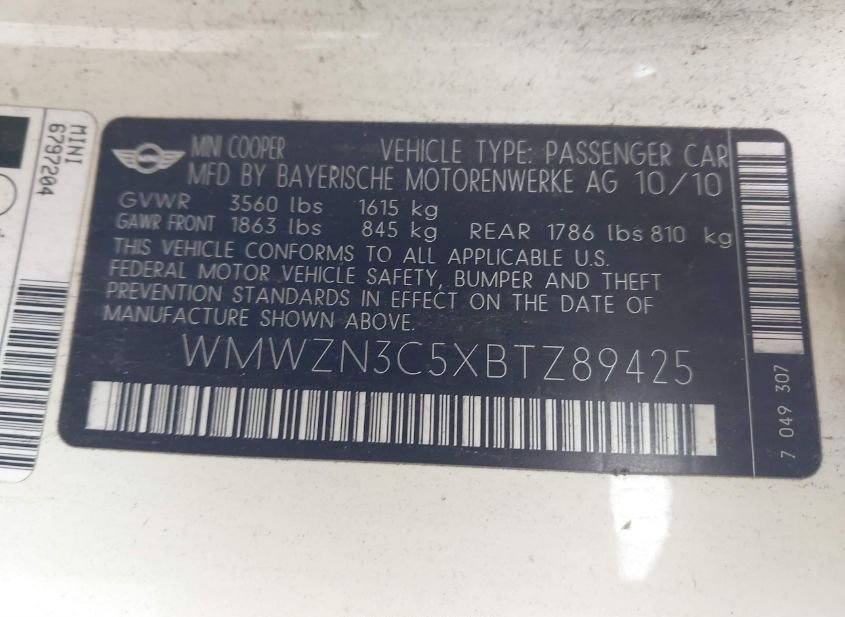 MINI COOPER VEHICLE TYPE: PASSENGER CAR
MFD BY BAYERISCHE MOTORENWERKE AG 10/10
GVWR 3560 lbs 1615 kg
GAWR FRONT 1863 lbs 845 kg REAR 1786 lbs 810 kg
THIS VEHICLE CONFORMS TO ALL APPLICABLE U.S.
FEDERAL MOTOR VEHICLE SAFETY, BUMPER AND THEFT
PREVENTION STANDARDS IN EFFECT ON THE DATE OF
MANUFACTURE SHOWN ABOVE.
WMWZN3C5XBTZ89425
7 049 307
MINI
6797204